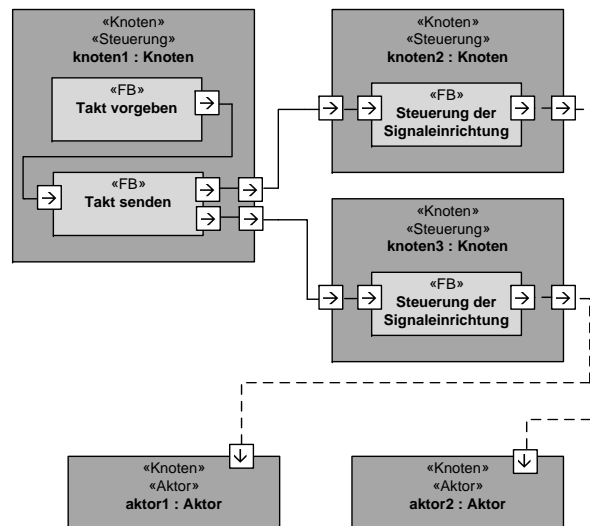 «Knoten»
«Steuerung»
knoten1 : Knoten
«FB»
Takt vorgeben
«FB»
Takt senden
«Knoten»
«Steuerung»
knoten2 : Knoten
«FB»
Steuerung der
Signaleinrichtung
«Knoten»
«Steuerung»
knoten3 : Knoten
«FB»
Steuerung der
Signaleinrichtung
«Knoten»
«Aktor»
aktor1 : Aktor
«Knoten»
«Aktor»
aktor2 : Aktor